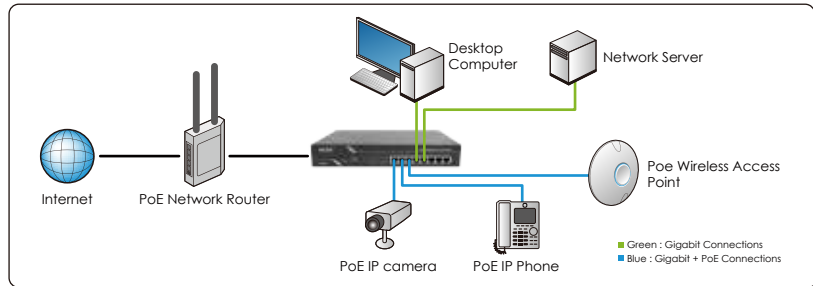 Desktop
Computer
Network Server
Internet
PoE Network Router
Poe Wireless Access
Point
PoE IP camera
PoE IP Phone
Green : Gigabit Connections
Blue : Gigabit + PoE Connections